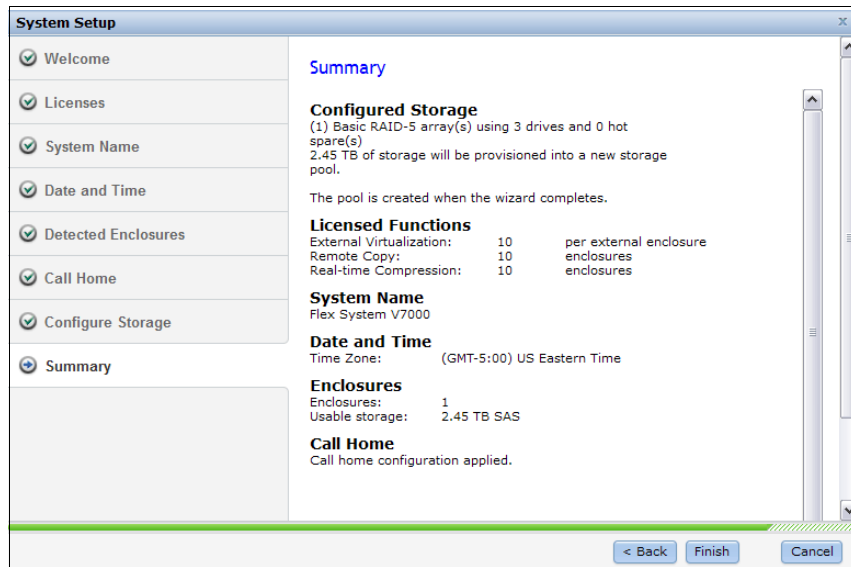 System Setup
x
Welcome
Licenses
System Name
Date and Time
Detected Enclosures
Call Home
Configure Storage
Summary
Summary
Configured Storage
(1) Basic RAID-5 array(s) using 3 drives and 0 hot
spare(s)
2.45 TB of storage will be provisioned into a new storage
pool.
The pool is created when the wizard completes.
Licensed Functions
External Virtualization: 10 per external enclosure
Remote Copy: 10 enclosures
Real-time Compression: 10 enclosures
System Name
Flex System V7000
Date and Time
Time Zone: (GMT-5:00) US Eastern Time
Enclosures
Enclosures: 1
Usable storage: 2.45 TB SAS
Call Home
Call home configuration applied.
< Back Finish Cancel